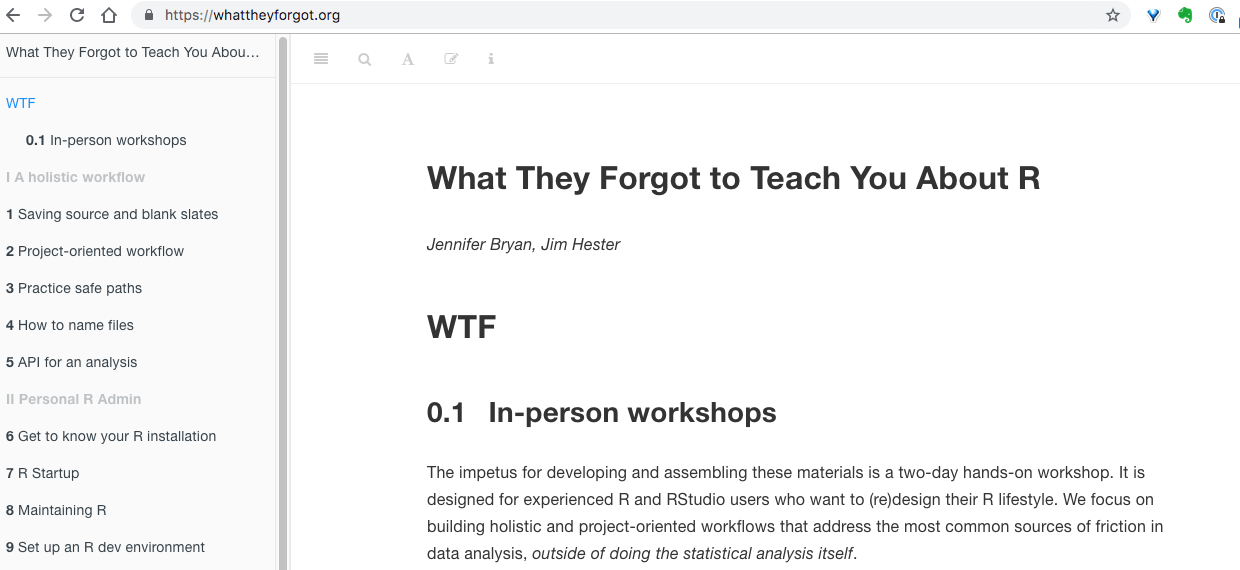 https://whattheyforgot.org
What They Forgot to Teach You Abou…
WTF
0.1 In-person workshops
I A holistic workflow
1 Saving source and blank slates
2 Project-oriented workflow
3 Practice safe paths
4 How to name files
5 API for an analysis
II Personal R Admin
6 Get to know your R installation
7 R Startup
8 Maintaining R
9 Set up an R dev environment
What They Forgot to Teach You About R
Jennifer Bryan, Jim Hester
WTF
0.1 In-person workshops
The impetus for developing and assembling these materials is a two-day hands-on workshop. It is
designed for experienced R and RStudio users who want to (re)design their R lifestyle. We focus on
building holistic and project-oriented workflows that address the most common sources of friction in
data analysis, outside of doing the statistical analysis itself.